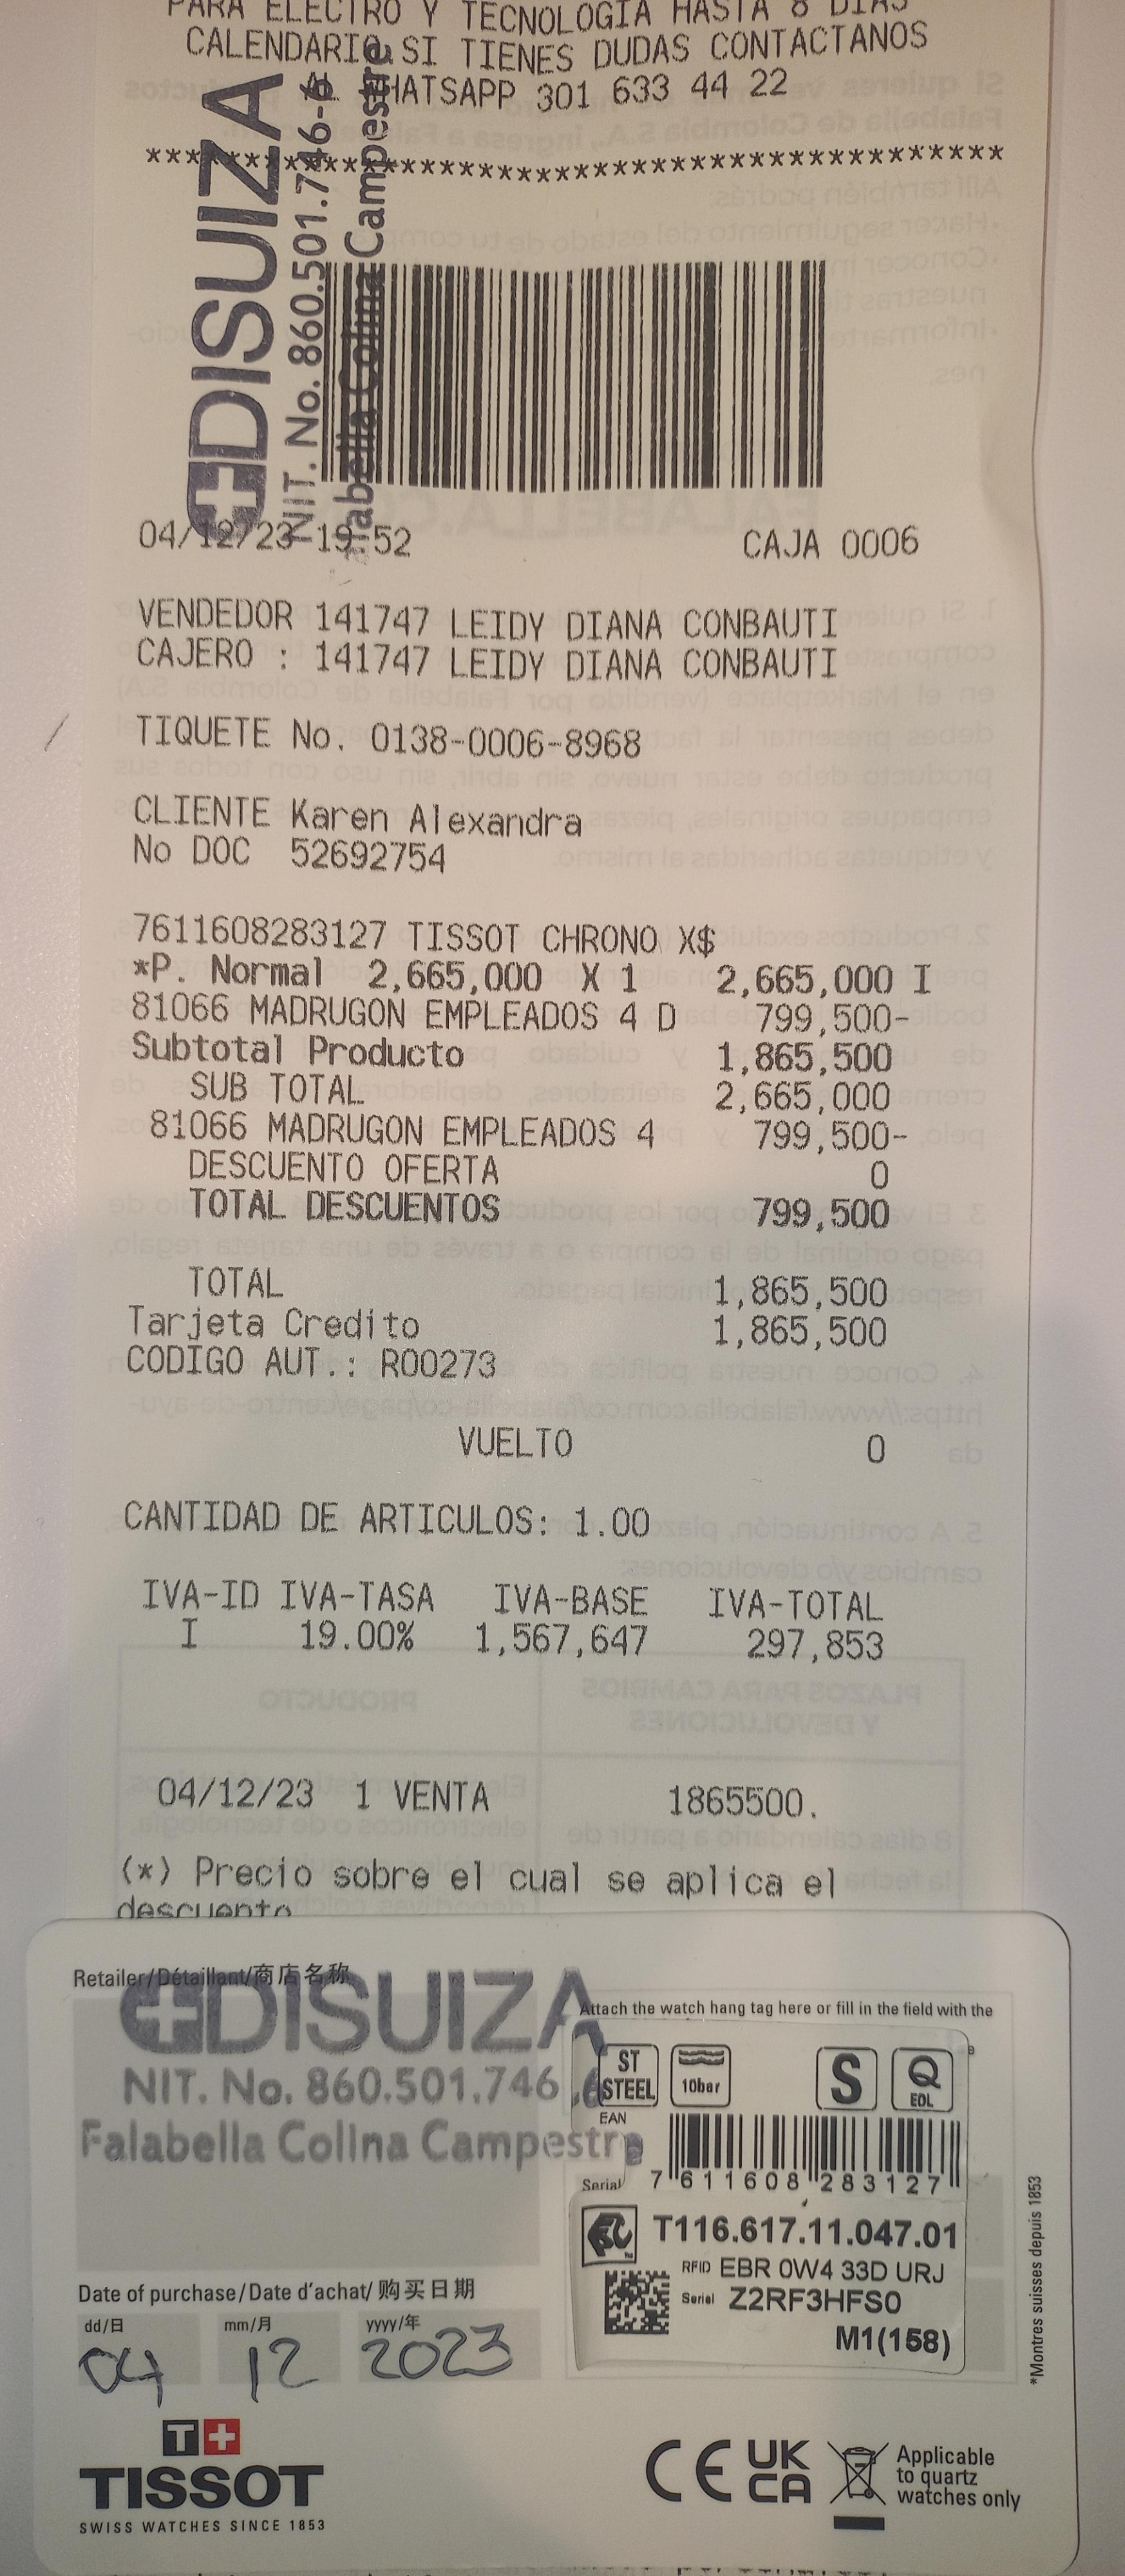 PARA ELECTRO Y TECNOLOGIA HASTA 8 DIAS
CALENDARIO.SI TIENES DUDAS CONTACTANOS
AL WHATSAPP 301 633 44 22
******************************************
DISUIZA
NIT. No. 860.501.746-6
Falabella Colina Campestre
04/12/23 19:52 CAJA 0006
VENDEDOR 141747 LEIDY DIANA CONBAUTI
CAJERO : 141747 LEIDY DIANA CONBAUTI
TIQUETE No. 0138-0006-8968
CLIENTE Karen Alexandra
No DOC 52692754
7611608283127 TISSOT CHRONO X$
*P. Normal 2,665,000 X 1 2,665,000 I
81066 MADRUGON EMPLEADOS 4 D 799,500-
Subtotal Producto 1,865,500
SUB TOTAL 2,665,000
81066 MADRUGON EMPLEADOS 4 799,500-
DESCUENTO OFERTA 0
TOTAL DESCUENTOS 799,500
TOTAL 1,865,500
Tarjeta Credito 1,865,500
CODIGO AUT.: R00273
VUELTO 0
CANTIDAD DE ARTICULOS: 1.00
IVA-ID IVA-TASA IVA-BASE IVA-TOTAL
I 19.00% 1,567,647 297,853
04/12/23 1 VENTA 1865500.
(*) Precio sobre el cual se aplica el
descuento
Retailer/Détaillant/商店名称
DISUIZA
NIT. No. 860.501.746.6
Falabella Colina Campestre
Attach the watch hang tag here or fill in the field with the
ST STEEL
10bar
S
Q
EOL
EAN
7 611608 283127
Serial
T116.617.11.047.01
RFID EBR 0W4 33D URJ
Serial Z2RF3HFS0
M1(158)
*Montres suisses depuis 1853
Date of purchase/Date d'achat/购买日期
dd/日 mm/月 yyyy/年
04 12 2023
T+
TISSOT
SWISS WATCHES SINCE 1853
CE UK CA
Applicable
to quartz
watches only